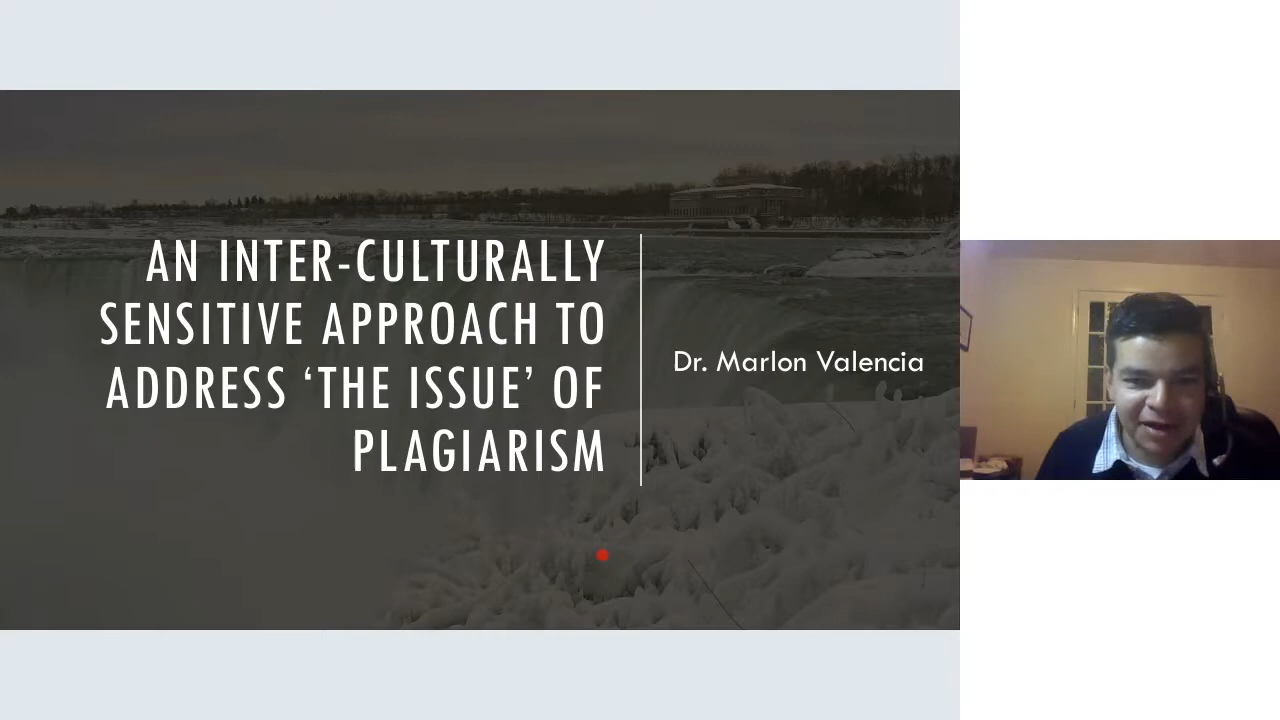 AN INTER-CULTURALLY
SENSITIVE APPROACH TO
ADDRESS ‘THE ISSUE’ OF
PLAGIARISM
Dr. Marlon Valencia